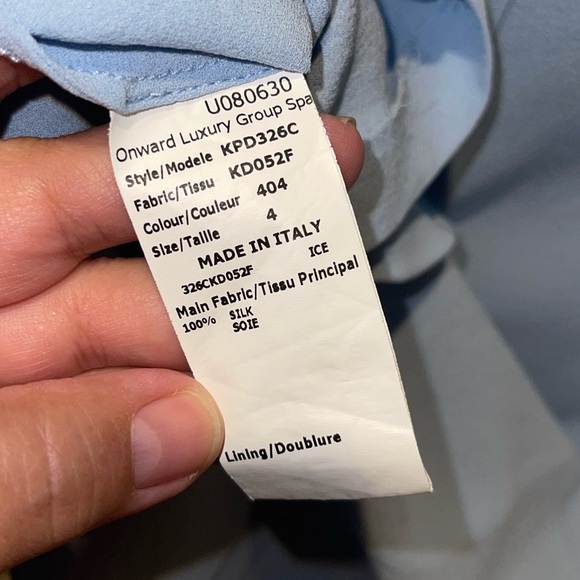 U080630
Onward Luxury Group Spa
Style/Modele KPD326C
Fabric/Tissu KD052F
Colour/Couleur 404
Size/Taille 4
MADE IN ITALY
326CKD052F ICE
Main Fabric/Tissu Principal
100% SILK
SOIE
Lining/Doublure